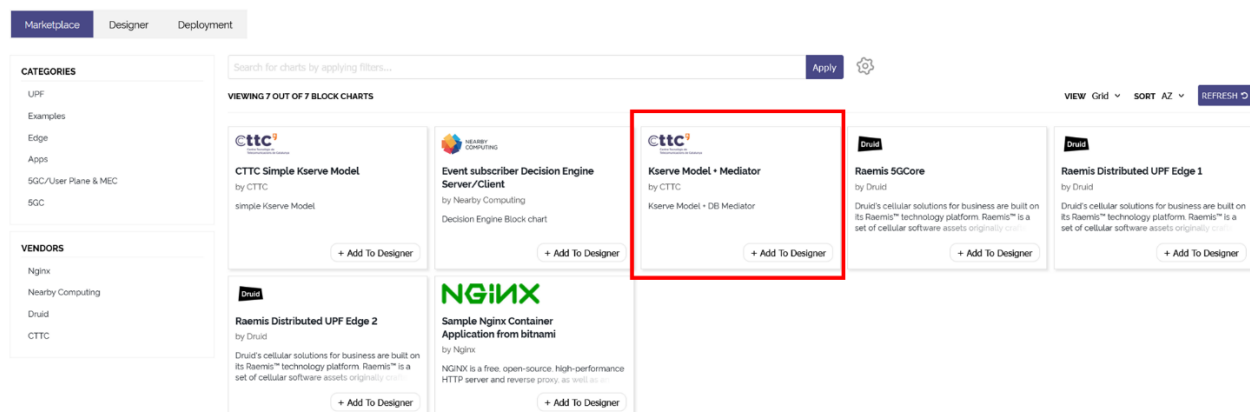 Marketplace Designer Deployment
CATEGORIES
UPF
Examples
Edge
Apps
5GC/User Plane & MEC
5GC
VENDORS
Nginx
Nearby Computing
Druid
CTTC
Search for charts by applying filters...
Apply
VIEWING 7 OUT OF 7 BLOCK CHARTS
VIEW Grid SORT AZ REFRESH
cttc
CTTC Simple Kserve Model
by CTTC
simple Kserve Model
+ Add To Designer
NEARBY
COMPUTING
Event subscriber Decision Engine
Server/Client
by Nearby Computing
Decision Engine Block chart
+ Add To Designer
cttc
Kserve Model + Mediator
by CTTC
Kserve Model + DB Mediator
+ Add To Designer
Druid
Raemis 5GCore
by Druid
Druid's cellular solutions for business are built on
its Raemis™ technology platform. Raemis™ is a
set of cellular software assets originally
+ Add To Designer
Druid
Raemis Distributed UPF Edge 1
by Druid
Druid's cellular solutions for business are built on
its Raemis™ technology platform. Raemis™ is a
set of cellular software assets originally
+ Add To Designer
Druid
Raemis Distributed UPF Edge 2
by Druid
Druid's cellular solutions for business are built on
its Raemis™ technology platform. Raemis™ is a
set of cellular software assets originally
+ Add To Designer
NGiNX
Sample Nginx Container
Application from bitnami
by Nginx
NGINX is a free, open-source, high-performance
HTTP server and reverse proxy, as well as an
+ Add To Designer